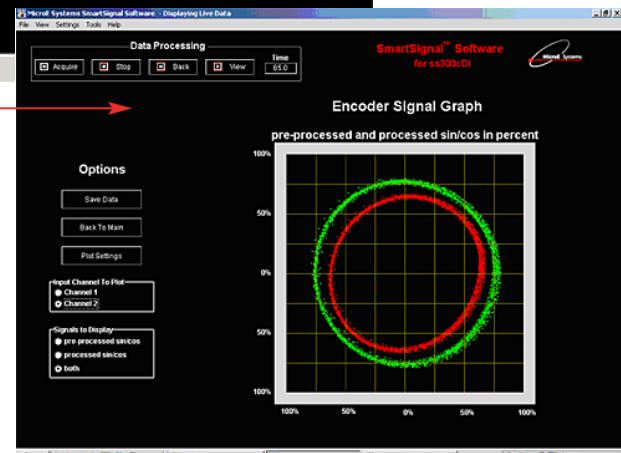 MicroE Systems SmartSignal Software - Displaying Live Data
File View Settings Tools Help
Data Processing
Acquire Stop Back View
Time
65.0
SmartSignal™ Software
for ss300cDI
MicroE Systems
Encoder Signal Graph
pre-processed and processed sin/cos in percent
Options
Save Data
Back To Main
Plot Settings
Input Channel To Plot
Channel 1
Channel 2
Signals to Display
pre-processed sin/cos
processed sin/cos
both
100%
50%
0%
50%
100%
100% 50% 0% 50% 100%